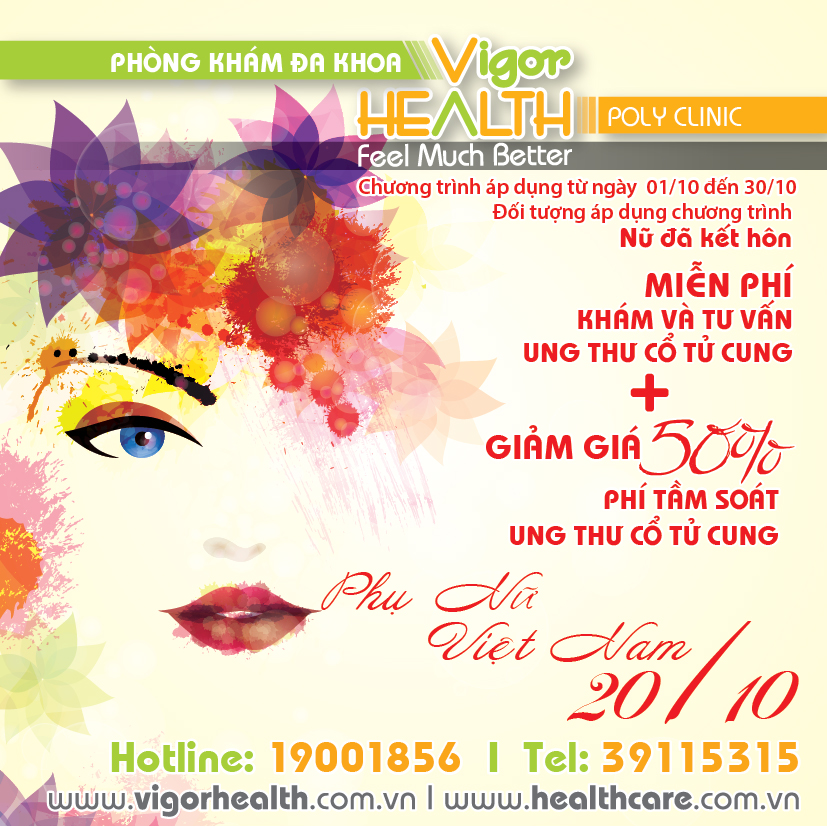 PHÒNG KHÁM ĐA KHOA
Vigor
HEALTH
POLY CLINIC
Feel Much Better
Chương trình áp dụng từ ngày 01/10 đến 30/10
Đối tượng áp dụng chương trình
Nữ đã kết hôn
MIỄN PHÍ
KHÁM VÀ TƯ VẤN
UNG THƯ CỔ TỬ CUNG
+
GIẢM GIÁ 50%
PHÍ TẦM SOÁT
UNG THƯ CỔ TỬ CUNG
Phụ Nữ
Việt Nam
20/10
Hotline: 19001856 | Tel: 39115315
www.vigorhealth.com.vn | www.healthcare.com.vn